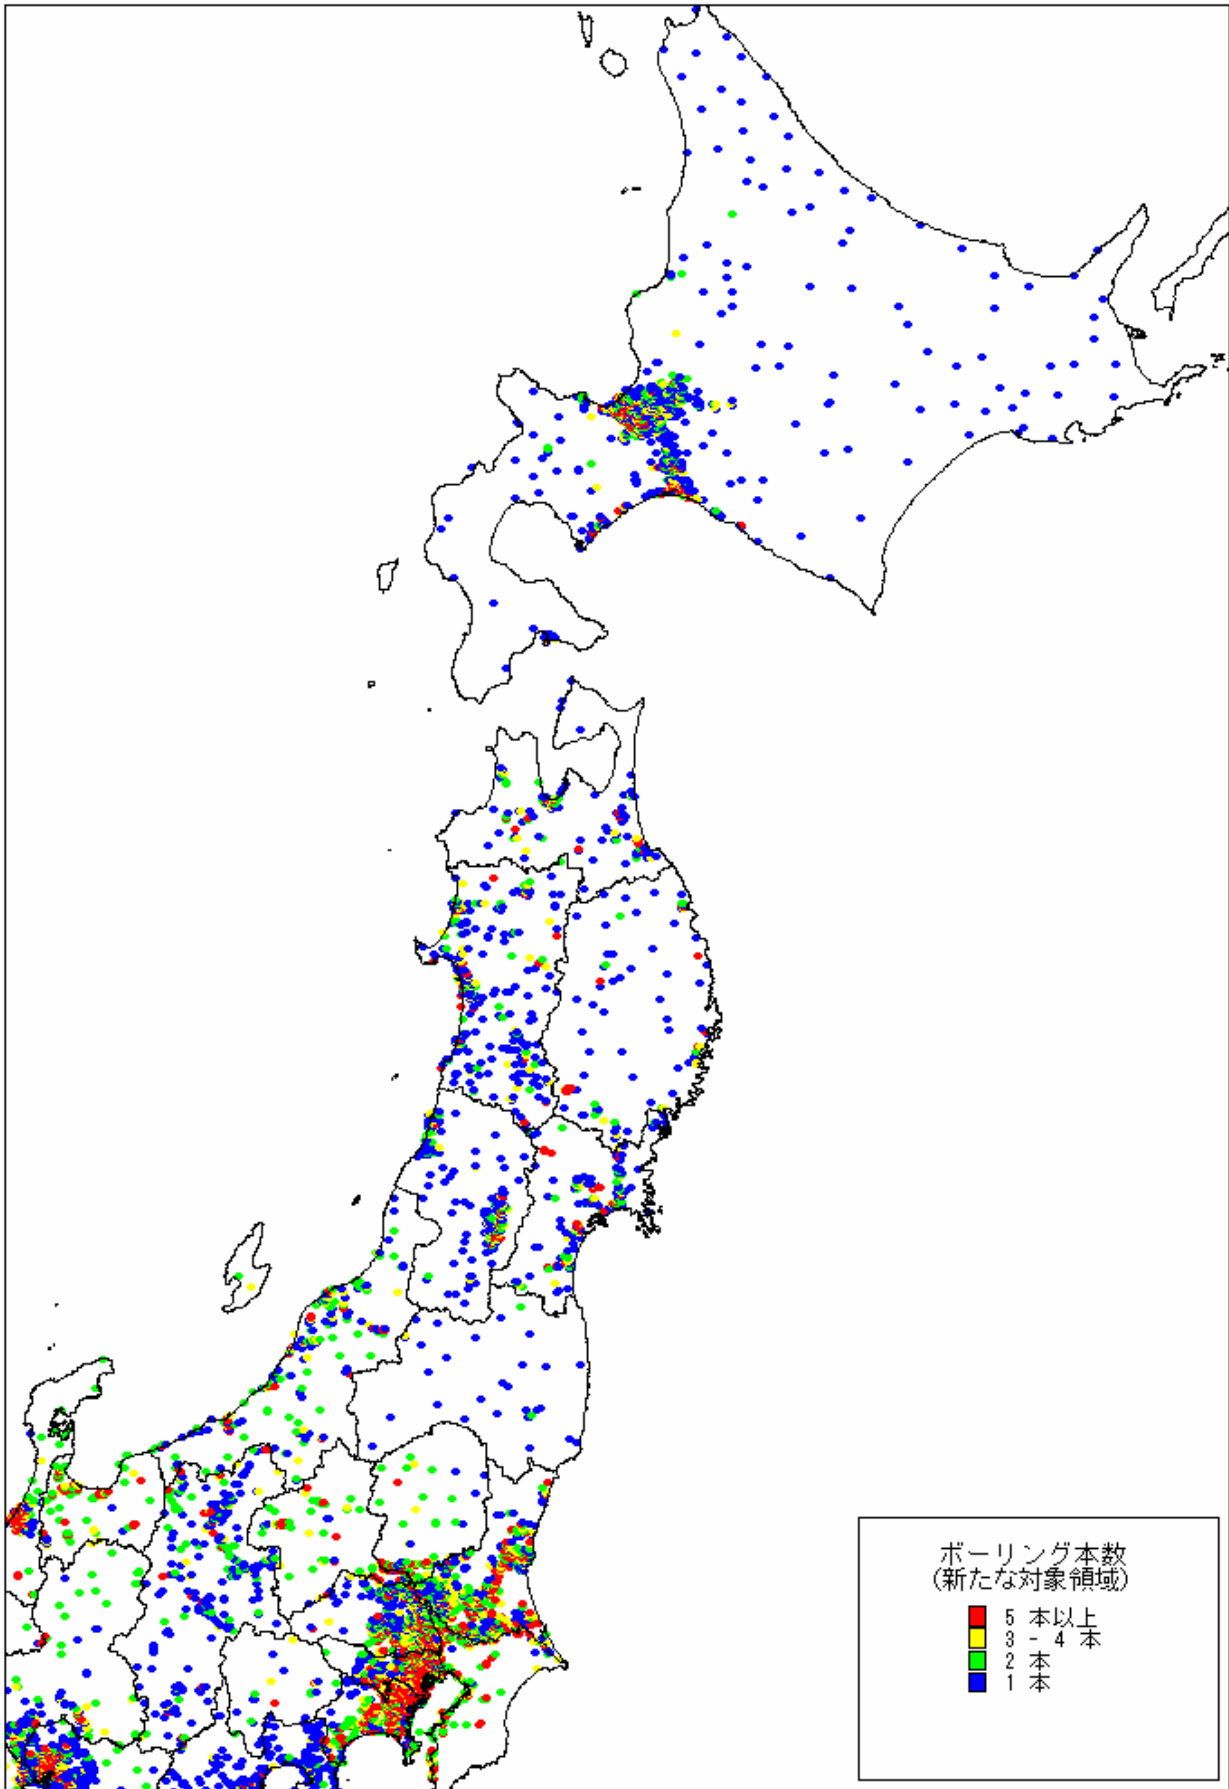 ボーリング本数
(新たな対象領域)
5 本以上
3 - 4 本
2 本
1 本